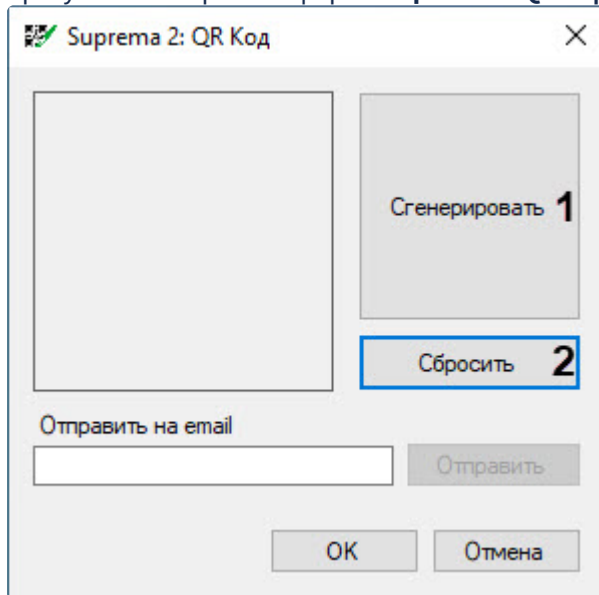 Suprema 2: QR Код
Сгенерировать 1
Сбросить 2
Отправить на email
Отправить
OK Отмена